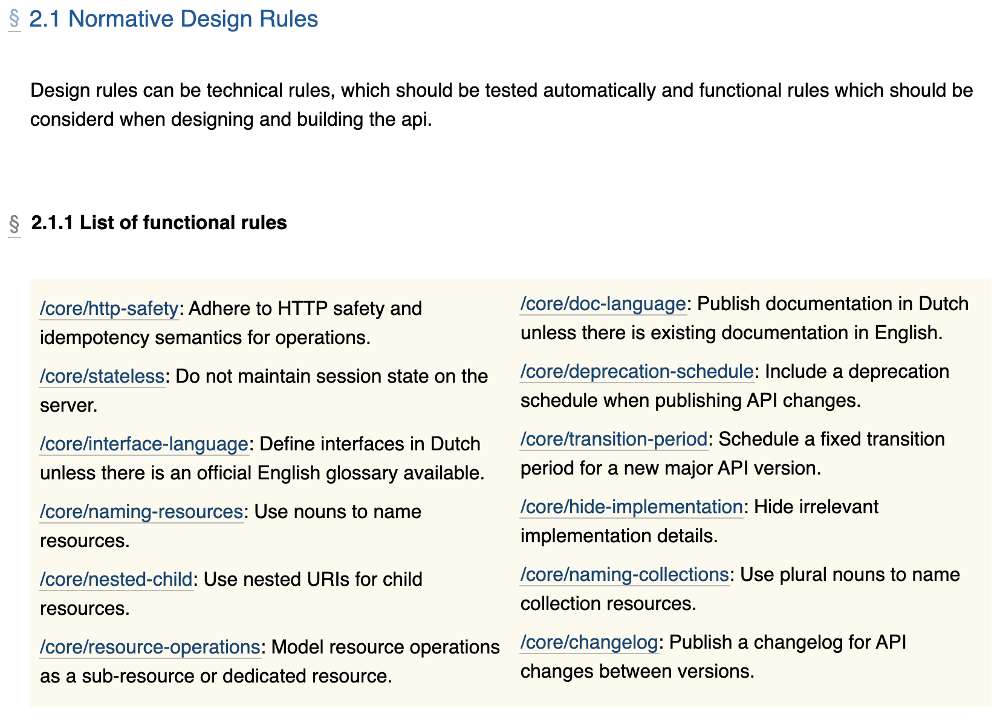 § 2.1 Normative Design Rules
Design rules can be technical rules, which should be tested automatically and functional rules which should be
considerd when designing and building the api.
§ 2.1.1 List of functional rules
/core/http-safety: Adhere to HTTP safety and
idempotency semantics for operations.
/core/stateless: Do not maintain session state on the
server.
/core/interface-language: Define interfaces in Dutch
unless there is an official English glossary available.
/core/naming-resources: Use nouns to name
resources.
/core/nested-child: Use nested URIs for child
resources.
/core/resource-operations: Model resource operations
as a sub-resource or dedicated resource.
/core/doc-language: Publish documentation in Dutch
unless there is existing documentation in English.
/core/deprecation-schedule: Include a deprecation
schedule when publishing API changes.
/core/transition-period: Schedule a fixed transition
period for a new major API version.
/core/hide-implementation: Hide irrelevant
implementation details.
/core/naming-collections: Use plural nouns to name
collection resources.
/core/changelog: Publish a changelog for API
changes between versions.